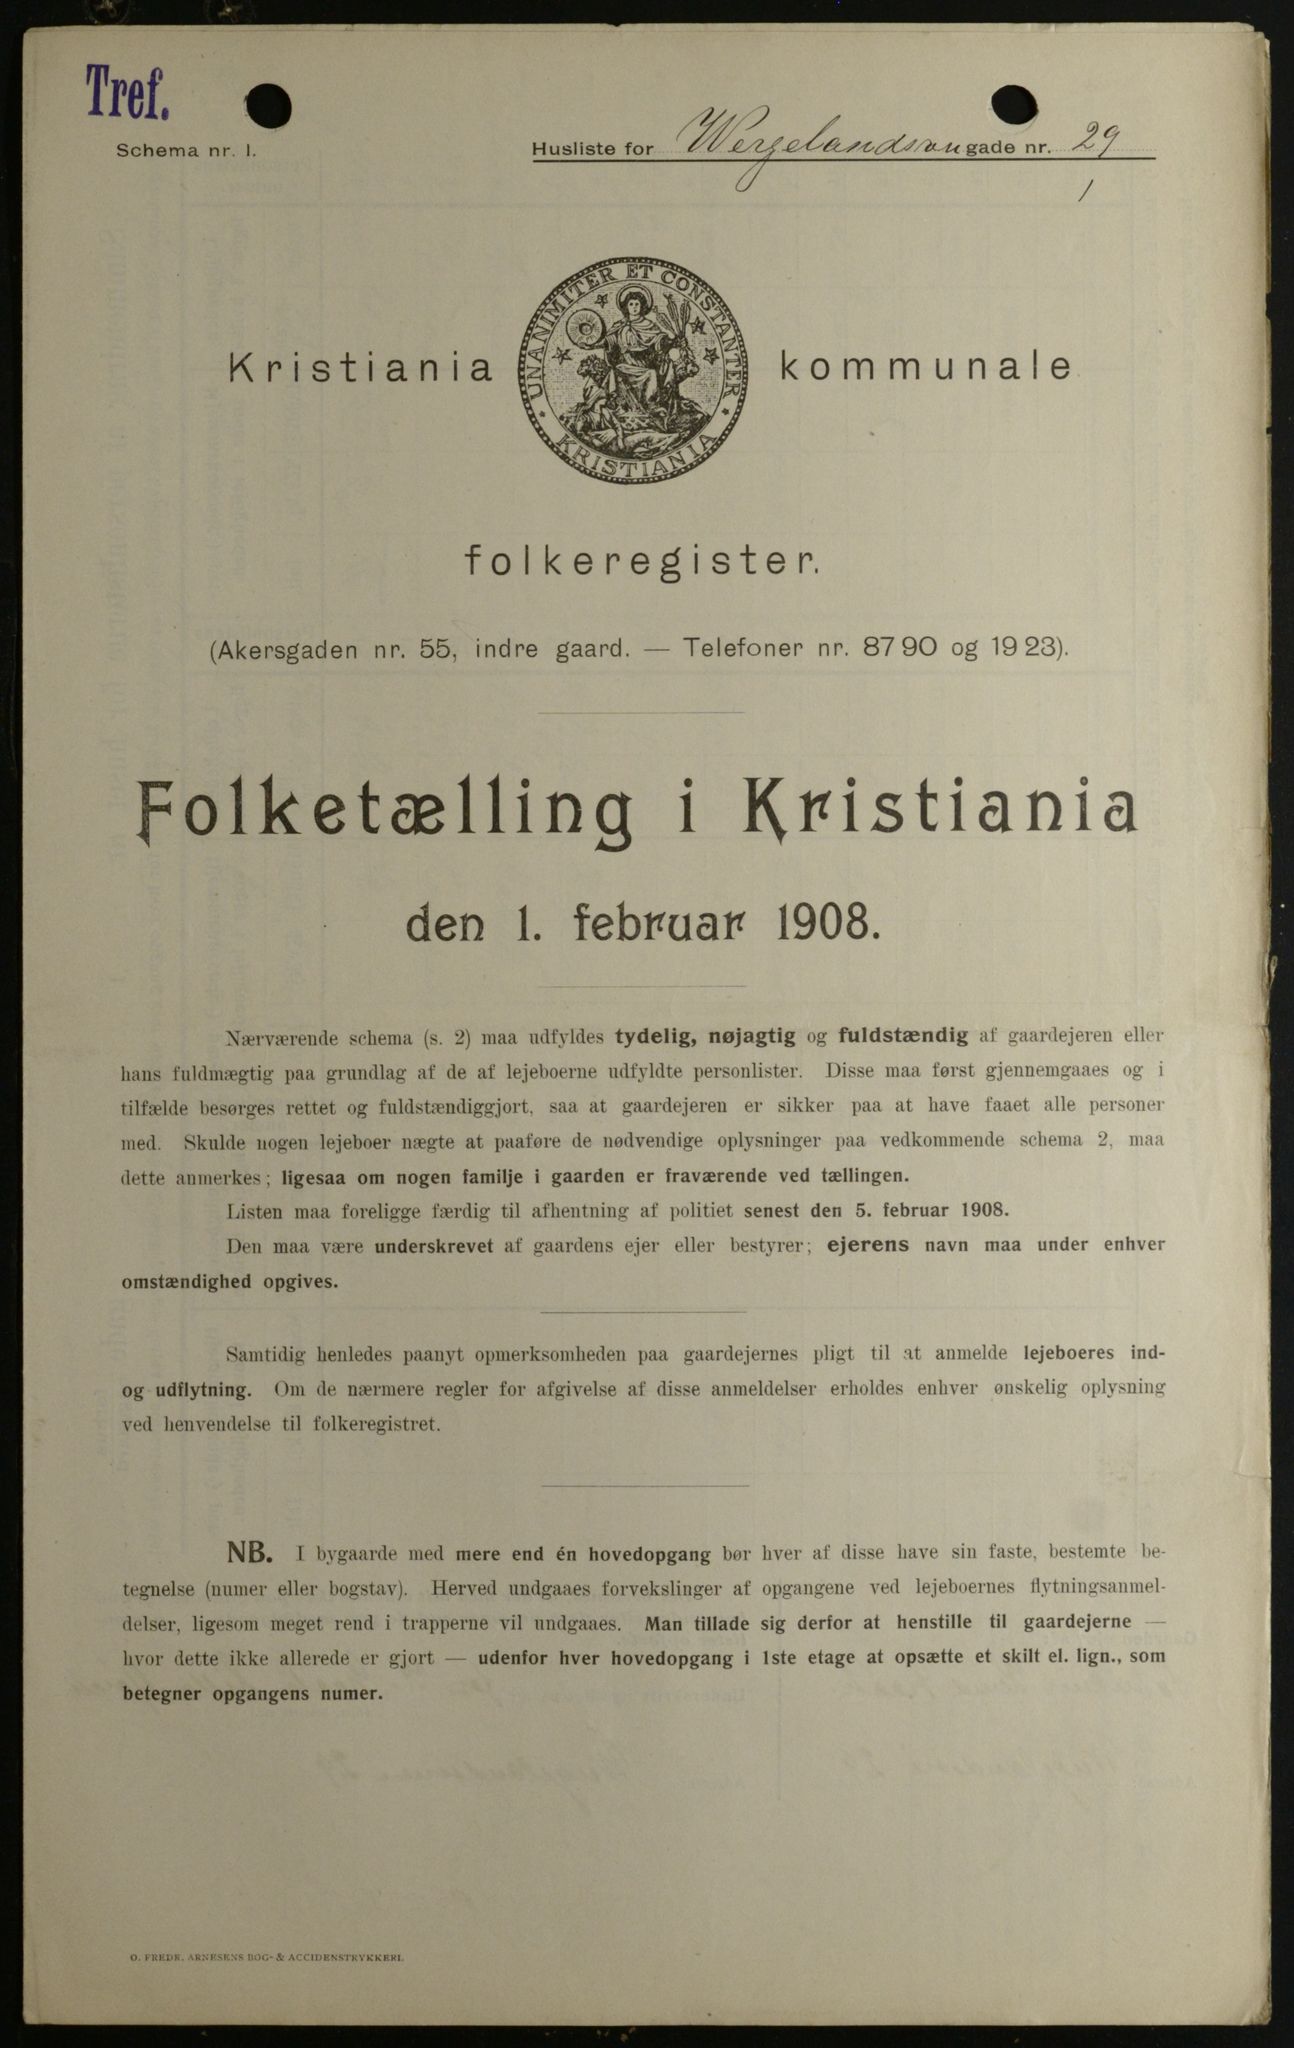 Tref.
Schema nr. 1.
Husliste for Wergelandsvei gade nr. 29
1
UNANIMITER ET CONSTANTER
KRISTIANIA
Kristiania kommunale
folkeregister.
(Akersgaden nr. 55, indre gaard. — Telefoner nr. 87 90 og 19 23).
Folketælling i Kristiania
den 1. februar 1908.
Nærværende schema (s. 2) maa udfyldes tydelig, nøjagtig og fuldstændig af gaardejeren eller
hans fuldmægtig paa grundlag af de af lejeboerne udfyldte personlister. Disse maa først gjennemgaaes og i
tilfælde besørges rettet og fuldstændiggjort, saa at gaardejeren er sikker paa at have faaet alle personer
med. Skulde nogen lejeboer nægte at paaføre de nødvendige oplysninger paa vedkommende schema 2, maa
dette anmerkes; ligesaa om nogen familje i gaarden er fraværende ved tællingen.
Listen maa foreligge færdig til afhentning af politiet senest den 5. februar 1908.
Den maa være underskrevet af gaardens ejer eller bestyrer; ejerens navn maa under enhver
omstændighed opgives.
Samtidig henledes paanyt opmerksomheden paa gaardejernes pligt til at anmelde lejeboeres ind-
og udflytning. Om de nærmere regler for afgivelse af disse anmeldelser erholdes enhver ønskelig oplysning
ved henvendelse til folkeregistret.
NB. I bygaarde med mere end én hovedopgang bør hver af disse have sin faste, bestemte be-
tegnelse (numer eller bogstav). Herved undgaaes forvekslinger af opgangene ved lejeboernes flytningsanmel-
delser, ligesom meget rend i trapperne vil undgaaes. Man tillade sig derfor at henstille til gaardejerne —
hvor dette ikke allerede er gjort — udenfor hver hovedopgang i 1ste etage at opsætte et skilt el. lign., som
betegner opgangens numer.
O. FREDR. ARNESENS BOG- & ACCIDENSTRYKKERI.